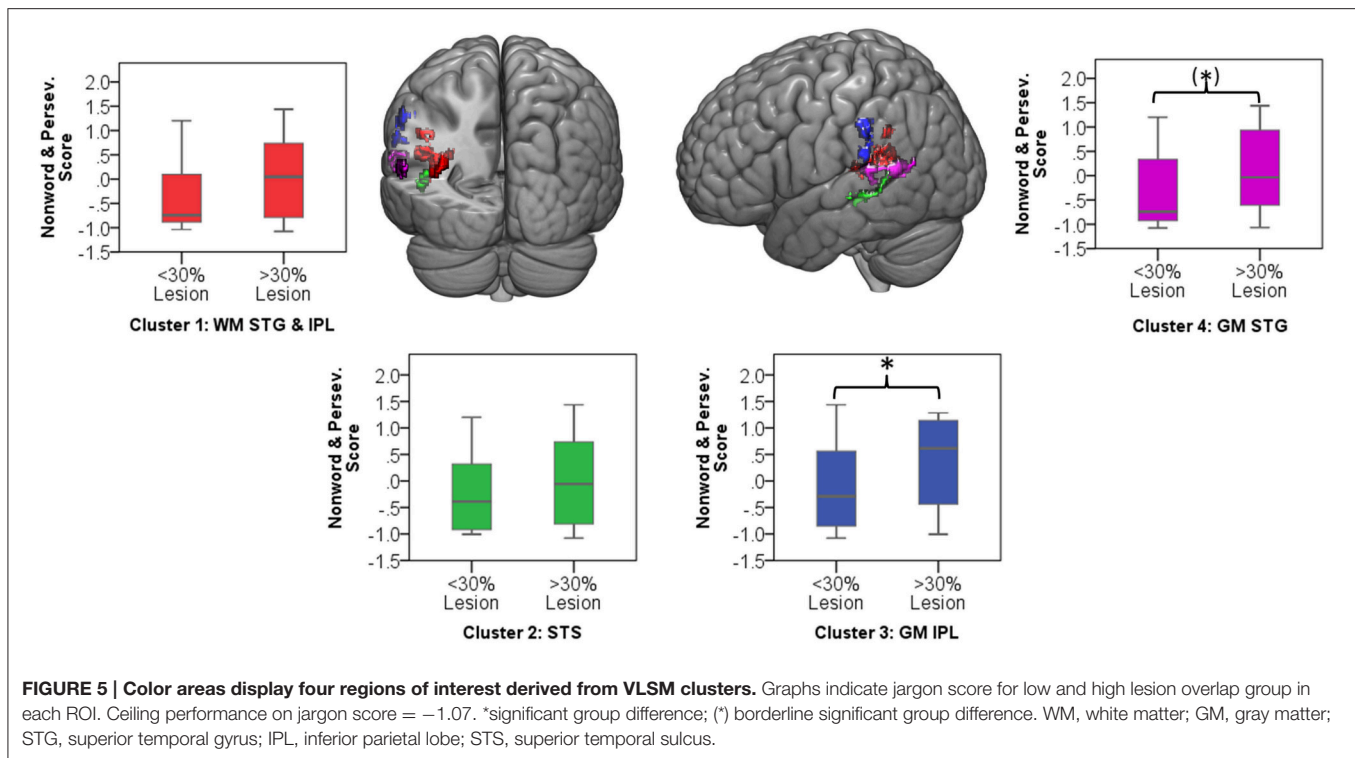 Nonword & Persev.
Score
2.0
1.5
1.0
.5
.0
-.5
-1.0
-1.5
<30%
Lesion
>30%
Lesion
Cluster 1: WM STG & IPL
Nonword & Persev.
Score
2.0
1.5
1.0
.5
.0
-.5
-1.0
-1.5
(*)
<30%
Lesion
>30%
Lesion
Cluster 4: GM STG
Nonword & Persev.
Score
2.0
1.5
1.0
.5
.0
-.5
-1.0
-1.5
<30%
Lesion
>30%
Lesion
Cluster 2: STS
Nonword & Persev.
Score
2.0
1.5
1.0
.5
.0
-.5
-1.0
-1.5
*
<30%
Lesion
>30%
Lesion
Cluster 3: GM IPL
FIGURE 5 | Color areas display four regions of interest derived from VLSM clusters. Graphs indicate jargon score for low and high lesion overlap group in
each ROI. Ceiling performance on jargon score = −1.07. *significant group difference; (*) borderline significant group difference. WM, white matter; GM, gray matter;
STG, superior temporal gyrus; IPL, inferior parietal lobe; STS, superior temporal sulcus.